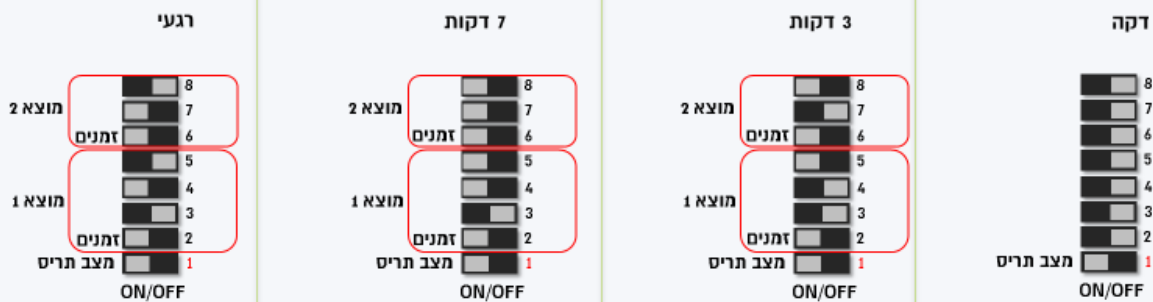 דקה
8
7
6
5
4
3
2
מצב תריס 1
ON/OFF
3 דקות
8
מוצא 2 7
זמנים 6
5
4
מוצא 1 3
זמנים 2
מצב תריס 1
ON/OFF
7 דקות
8
מוצא 2 7
זמנים 6
5
4
מוצא 1 3
זמנים 2
מצב תריס 1
ON/OFF
רגעי
8
מוצא 2 7
זמנים 6
5
4
מוצא 1 3
זמנים 2
מצב תריס 1
ON/OFF